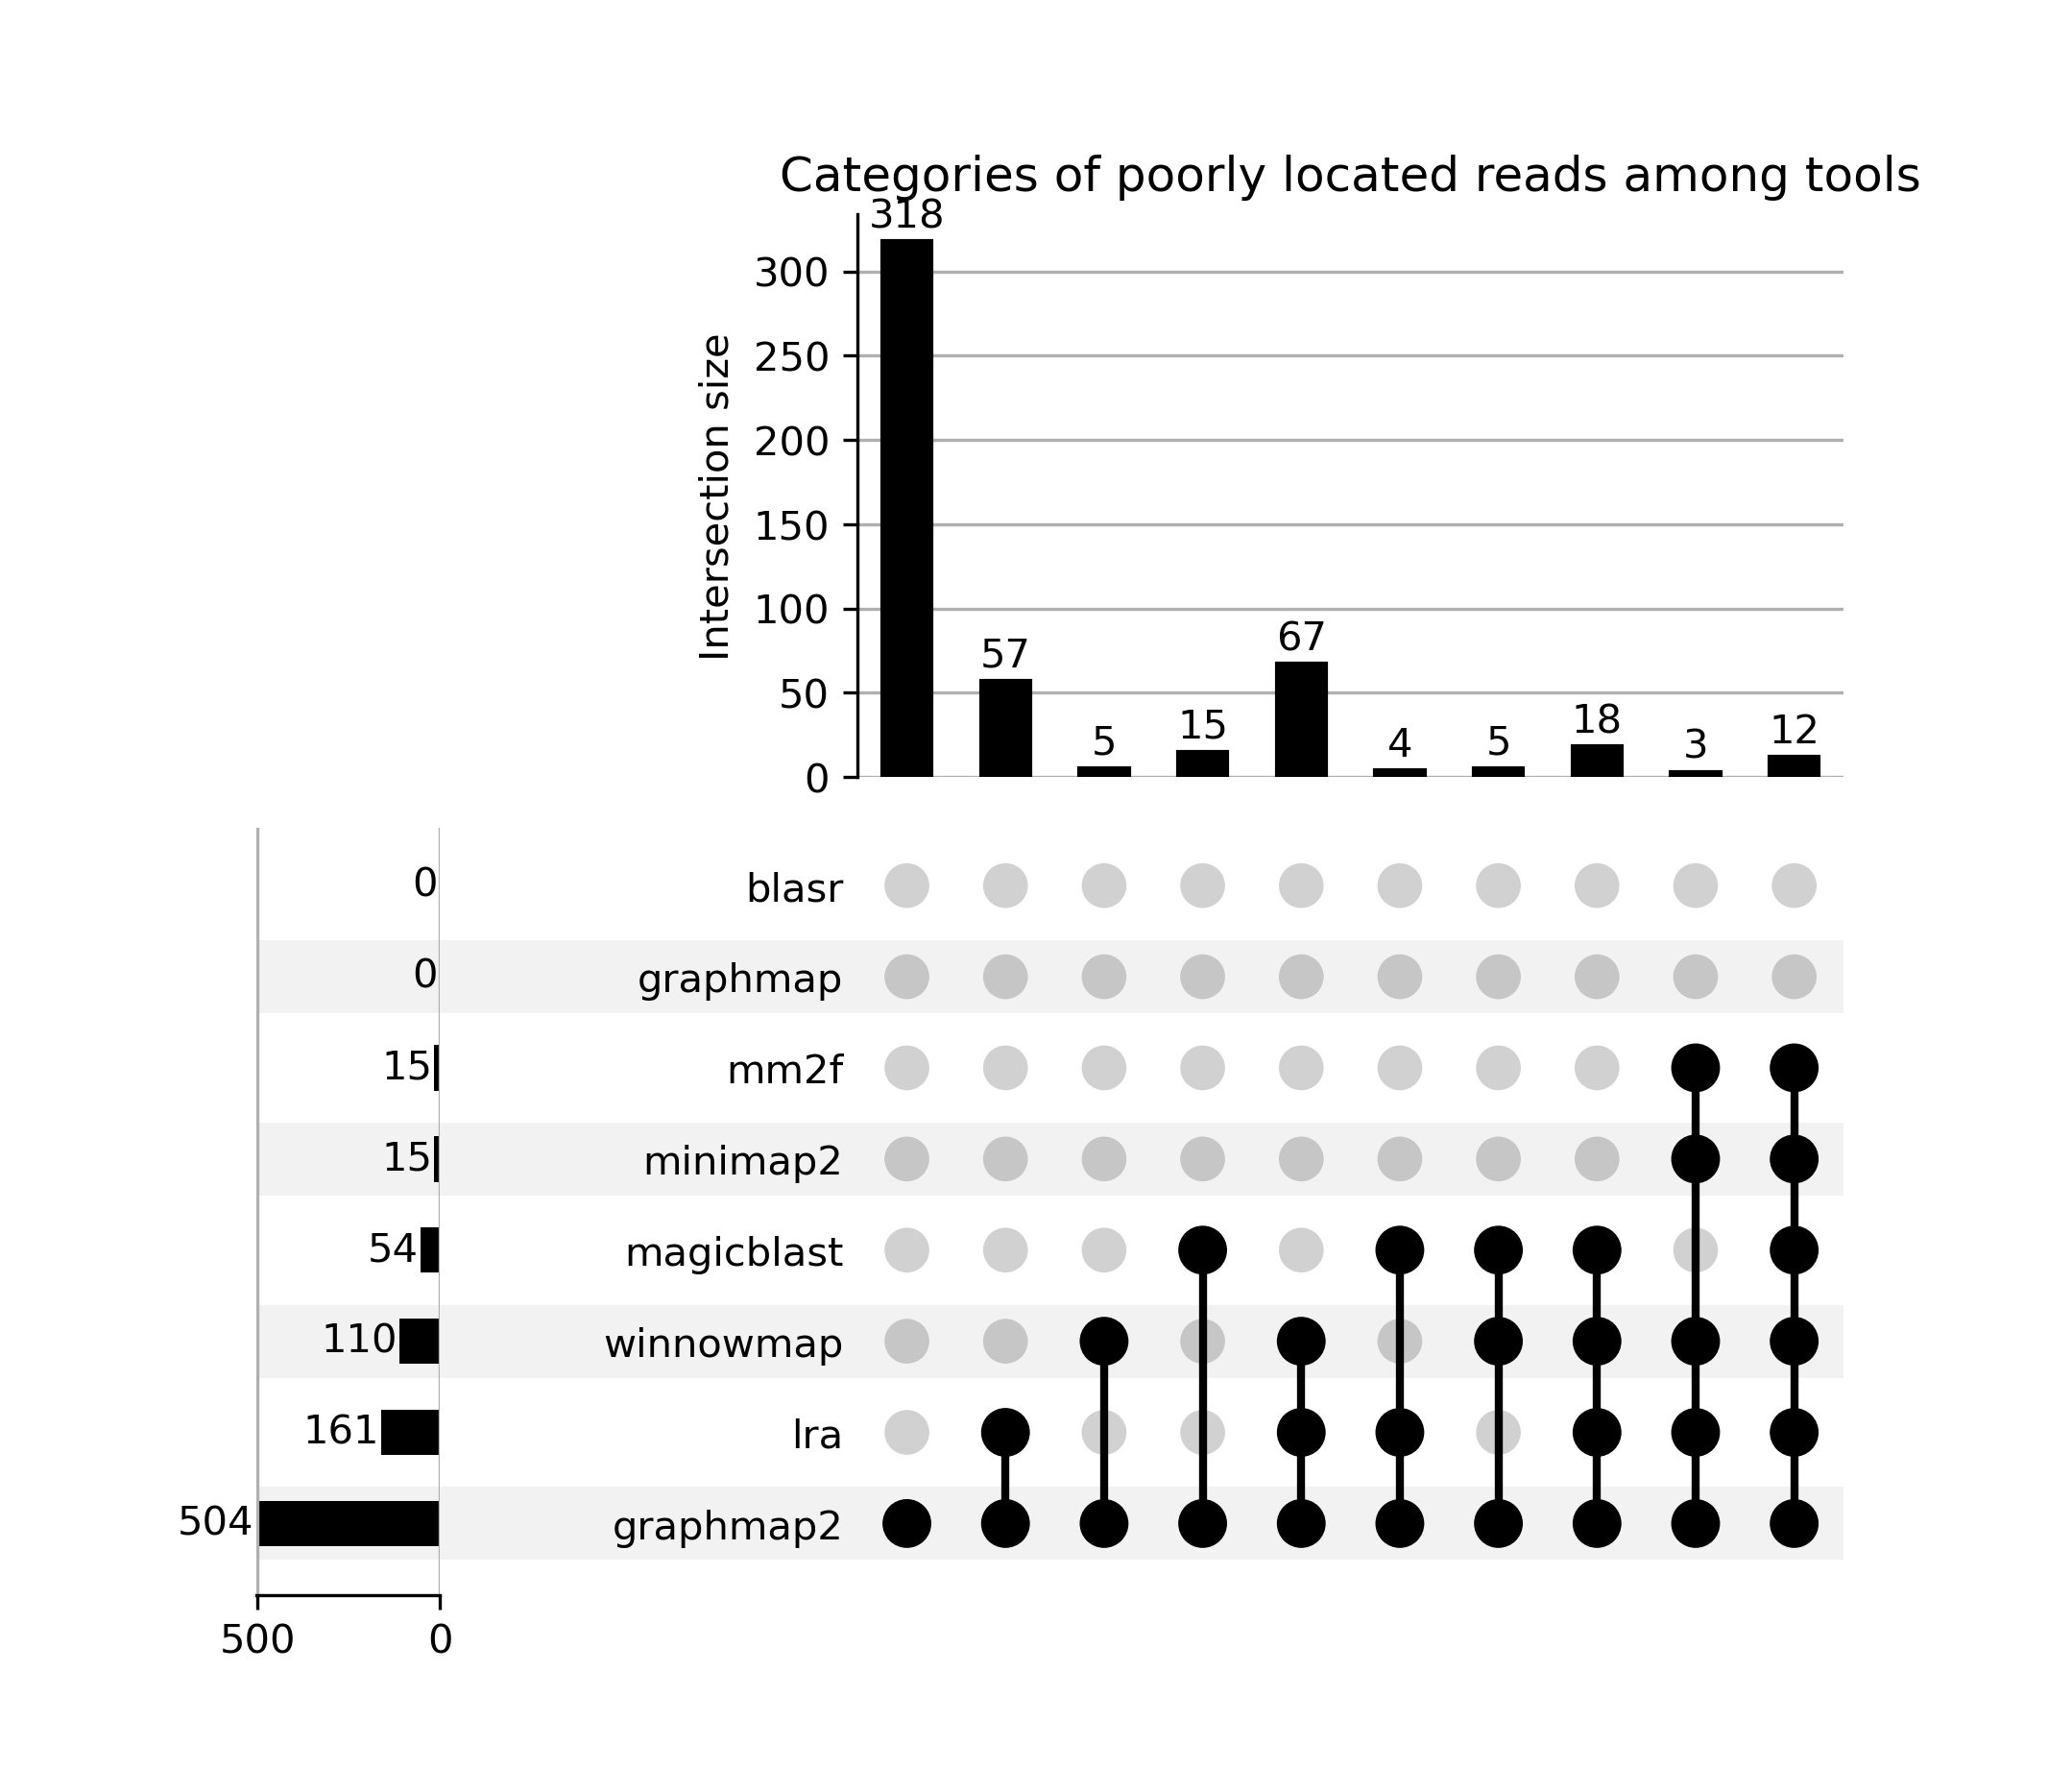 Categories of poorly located reads among tools
318
300
250
200
150
100
50
0
Intersection size
57
5
15
67
4
5
18
3
12
0 blasr
0 graphmap
15 mm2f
15 minimap2
54 magicblast
110 winnowmap
161 lra
504 graphmap2
500 0